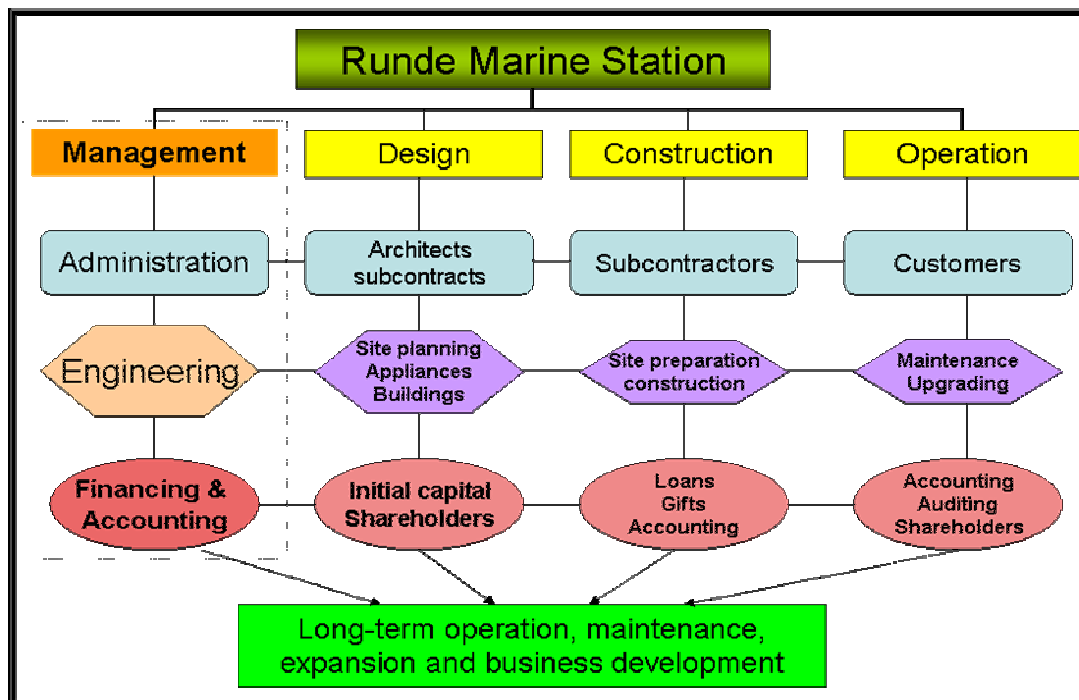 Runde Marine Station
Management
Design
Construction
Operation
Administration
Architects
subcontracts
Subcontractors
Customers
Engineering
Site planning
Appliances
Buildings
Site preparation
construction
Maintenance
Upgrading
Financing &
Accounting
Initial capital
Shareholders
Loans
Gifts
Accounting
Accounting
Auditing
Shareholders
Long-term operation, maintenance,
expansion and business development